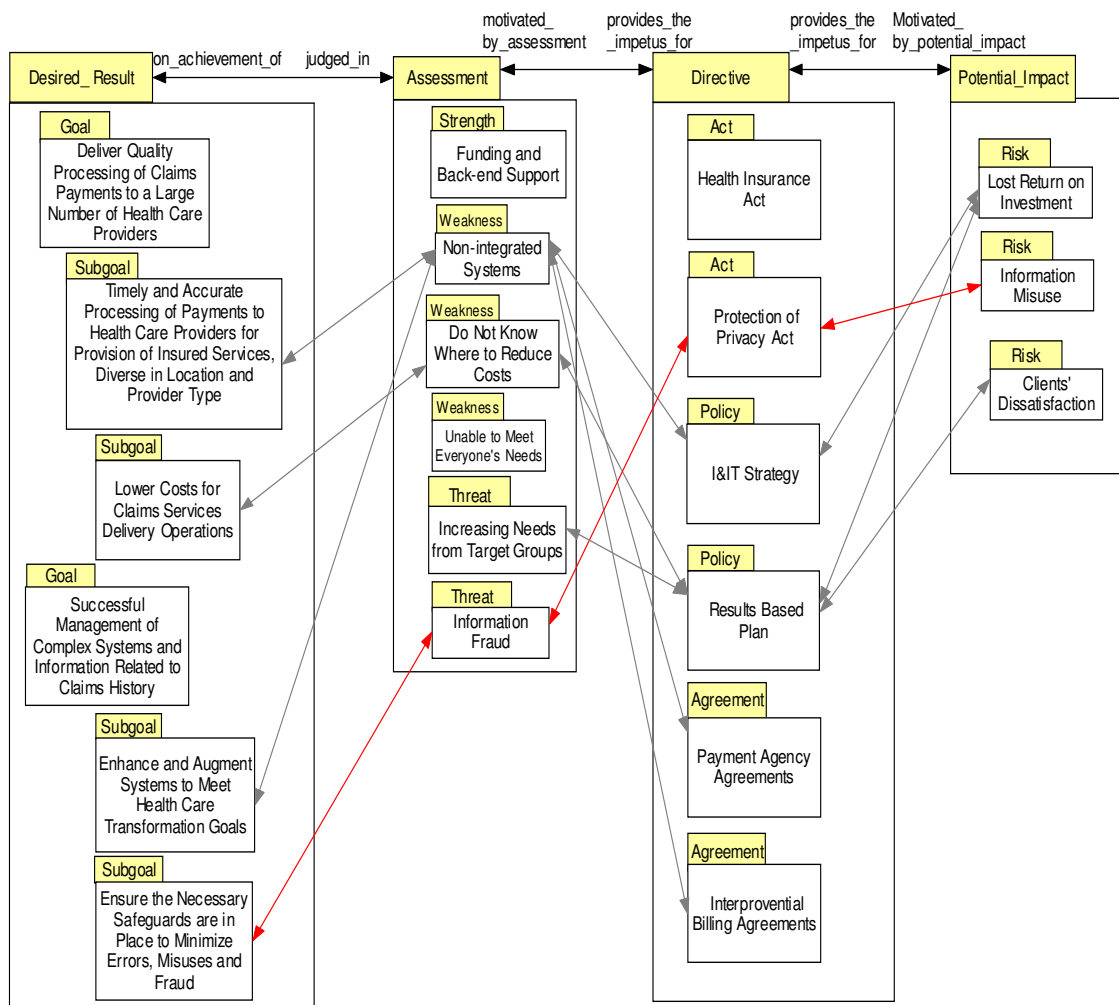 motivated_
by_assessment
provides_the
_impetus_for
provides_the
_impetus_for
Motivated_
by_potential_impact
Desired_Result
on_achievement_of
judged_in
Assessment
Directive
Potential_Impact
Goal
Deliver Quality
Processing of Claims
Payments to a Large
Number of Health Care
Providers
Subgoal
Timely and Accurate
Processing of Payments to
Health Care Providers for
Provision of Insured Services,
Diverse in Location and
Provider Type
Subgoal
Lower Costs for
Claims Services
Delivery Operations
Goal
Successful
Management of
Complex Systems and
Information Related to
Claims History
Subgoal
Enhance and Augment
Systems to Meet
Health Care
Transformation Goals
Subgoal
Ensure the Necessary
Safeguards are in
Place to Minimize
Errors, Misuses and
Fraud
Strength
Funding and
Back-end Support
Weakness
Non-integrated
Systems
Weakness
Do Not Know
Where to Reduce
Costs
Weakness
Unable to Meet
Everyone's Needs
Threat
Increasing Needs
from Target Groups
Threat
Information
Fraud
Act
Health Insurance
Act
Act
Protection of
Privacy Act
Policy
I&IT Strategy
Policy
Results Based
Plan
Agreement
Payment Agency
Agreements
Agreement
Interprovential
Billing Agreements
Risk
Lost Return on
Investment
Risk
Information
Misuse
Risk
Clients'
Dissatisfaction